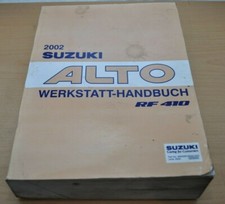 2002
SUZUKI
ALTO
WERKSTATT-HANDBUCH
RF 410
SUZUKI